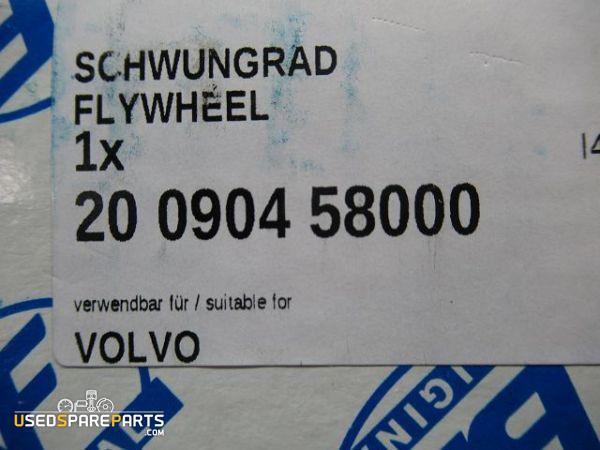 SCHWUNGRAD
FLYWHEEL
1x
20 0904 58000
verwendbar für / suitable for
VOLVO
USEDSPAREPARTS
.COM